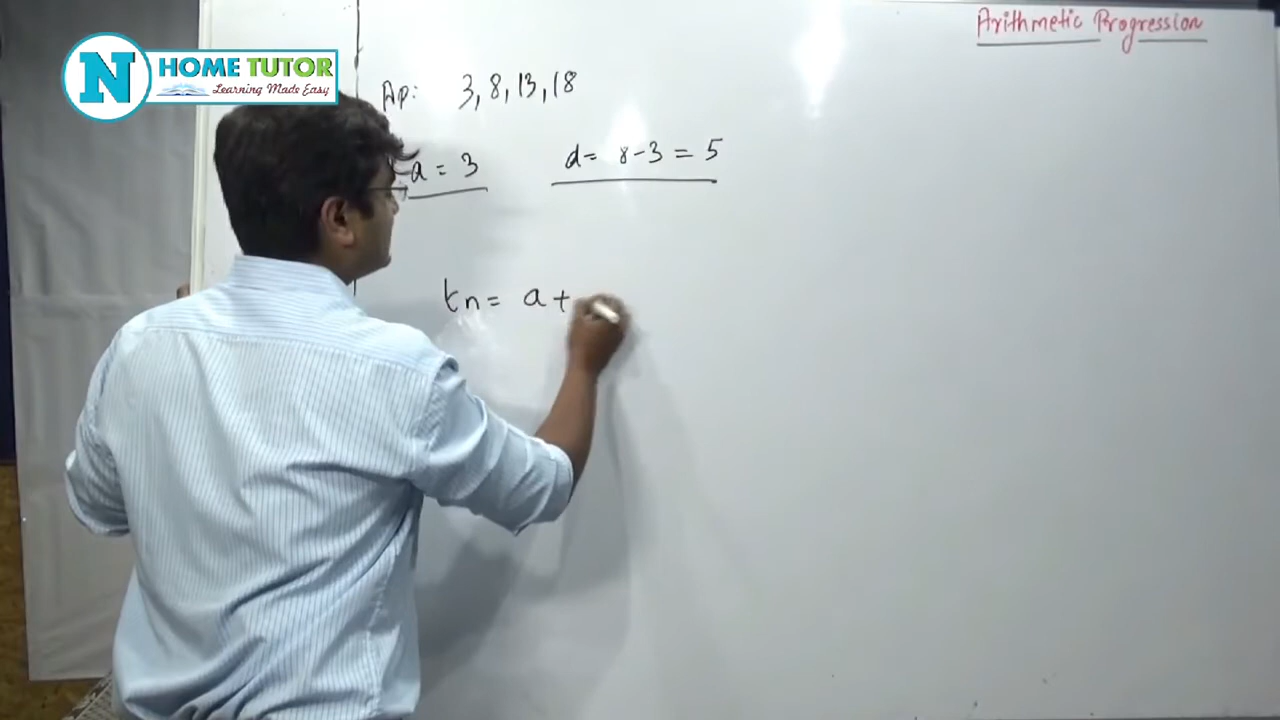 Arithmetic Progression
N HOME TUTOR
Learning Made Easy
Ap: 3, 8, 13, 18
a = 3 d = 8-3 = 5
tn = a +